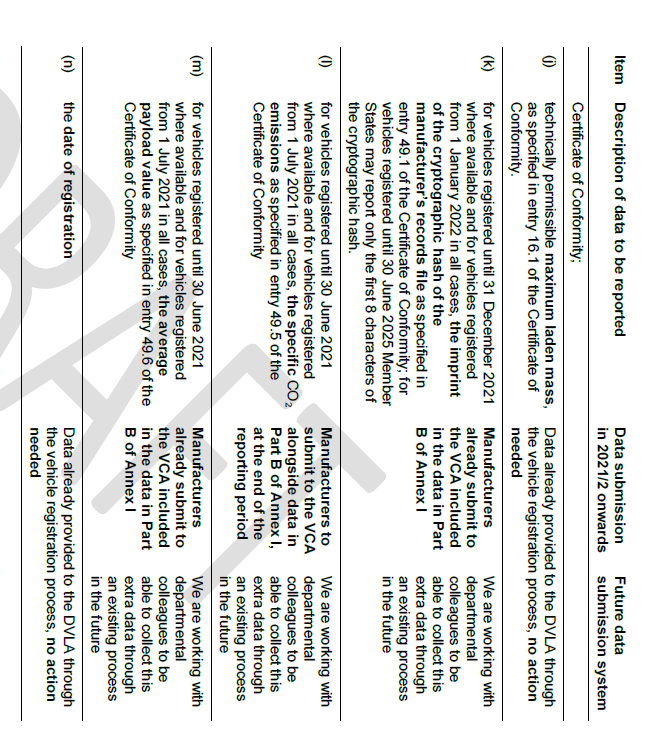 Item Description of data to be reported Data submission Future data
in 2021/2 onwards submission system
Certificate of Conformity;
(j) technically permissible maximum laden mass, Data already provided to the DVLA through
as specified in entry 16.1 of the Certificate of the vehicle registration process, no action
Conformity. needed
(k) for vehicles registered until 31 December 2021 Manufacturers We are working with
where available and for vehicles registered already submit to departmental
from 1 January 2022 in all cases, the imprint the VCA included colleagues to be
of the cryptographic hash of the in the data in Part able to collect this
manufacturer's records file as specified in B of Annex I extra data through
entry 49.1 of the Certificate of Conformity; for an existing process
vehicles registered until 30 June 2025 Member in the future
States may report only the first 8 characters of
the cryptographic hash.
(l) for vehicles registered until 30 June 2021 Manufacturers to We are working with
where available and for vehicles registered submit to the VCA departmental
from 1 July 2021 in all cases, the specific CO₂ alongside data in colleagues to be
emissions as specified in entry 49.5 of the Part B of Annex I, able to collect this
Certificate of Conformity at the end of the extra data through
reporting period an existing process
in the future
(m) for vehicles registered until 30 June 2021 Manufacturers We are working with
where available and for vehicles registered already submit to departmental
from 1 July 2021 in all cases, the average the VCA included colleagues to be
payload value as specified in entry 49.6 of the in the data in Part able to collect this
Certificate of Conformity B of Annex I extra data through
an existing process
in the future
(n) the date of registration Data already provided to the DVLA through
the vehicle registration process, no action
needed